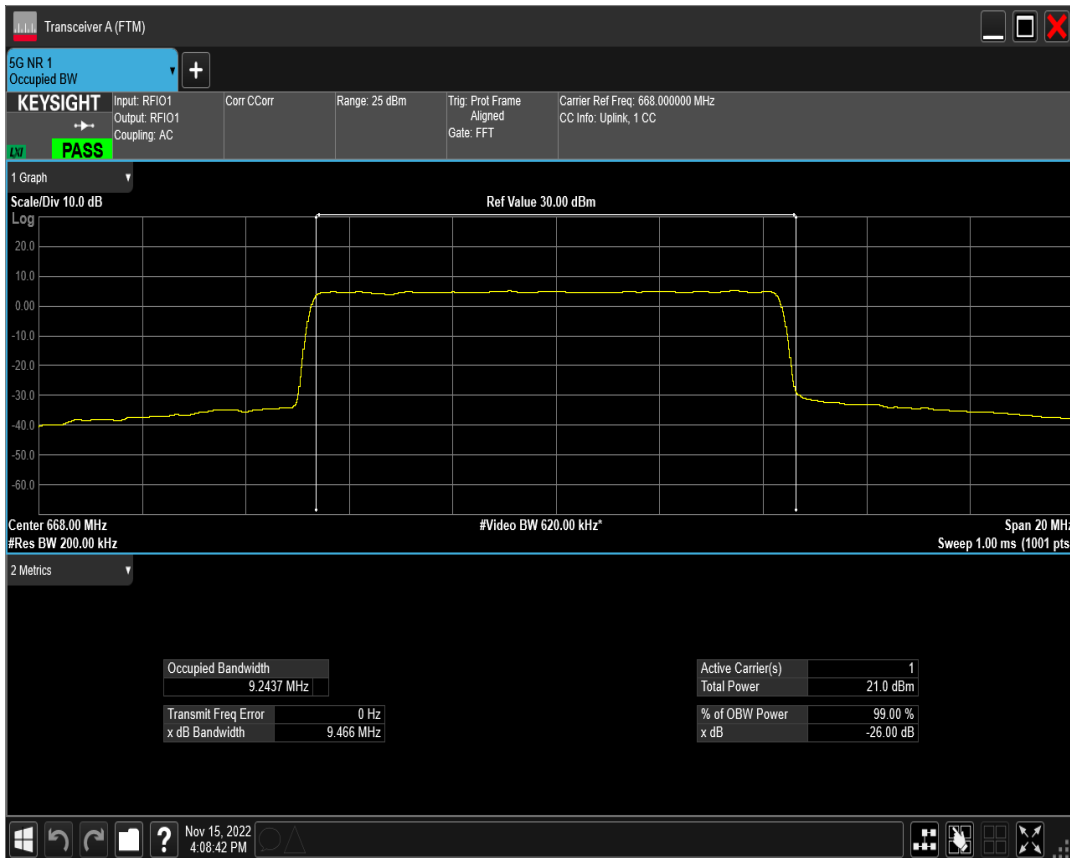 Transceiver A (FTM)
5G NR 1
Occupied BW
+
KEYSIGHT
LXI
PASS
Input: RFIO1
Output: RFIO1
Coupling: AC
Corr CCorr
Range: 25 dBm
Trig: Prot Frame
Aligned
Gate: FFT
Carrier Ref Freq: 668.000000 MHz
CC Info: Uplink, 1 CC
1 Graph
Scale/Div 10.0 dB
Ref Value 30.00 dBm
Log
20.0
10.0
0.00
-10.0
-20.0
-30.0
-40.0
-50.0
-60.0
Center 668.00 MHz
#Video BW 620.00 kHz*
Span 20 MHz
#Res BW 200.00 kHz
Sweep 1.00 ms (1001 pts
2 Metrics
Occupied Bandwidth
9.2437 MHz
Transmit Freq Error 0 Hz
x dB Bandwidth 9.466 MHz
Active Carrier(s) 1
Total Power 21.0 dBm
% of OBW Power 99.00 %
x dB -26.00 dB
?
Nov 15, 2022
4:08:42 PM